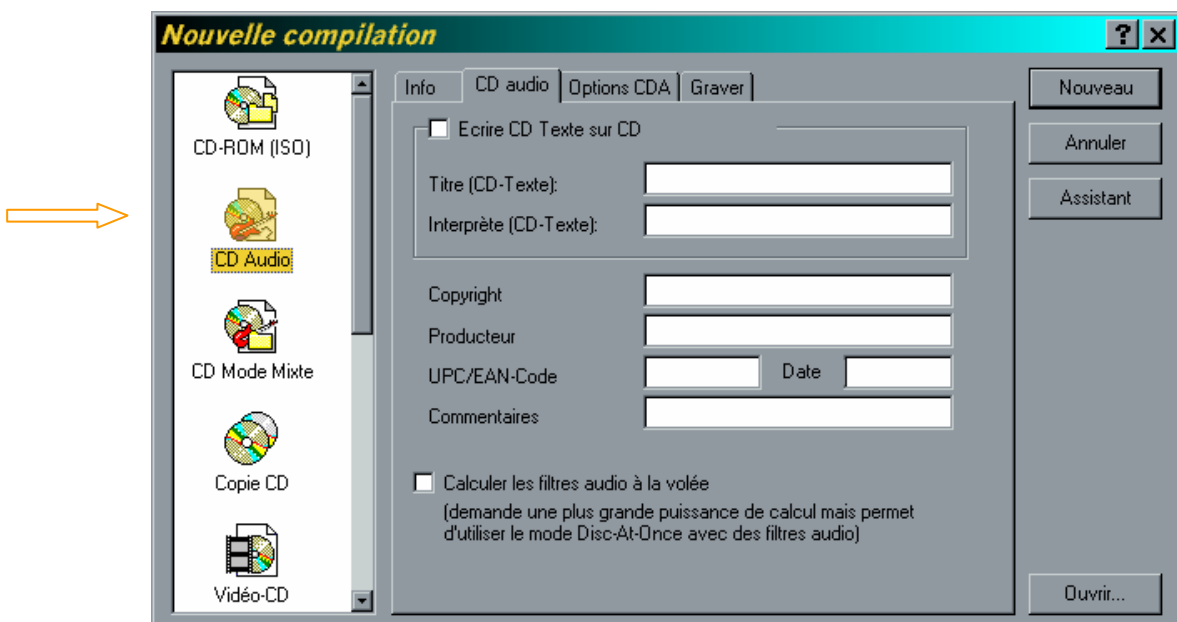 Nouvelle compilation
CD-ROM (ISO)
CD Audio
CD Mode Mixte
Copie CD
Vidéo-CD
Info
CD audio
Options CDA
Graver
Ecrire CD Texte sur CD
Titre (CD-Texte):
Interprète (CD-Texte):
Copyright
Producteur
UPC/EAN-Code
Date
Commentaires
Calculer les filtres audio à la volée
(demande une plus grande puissance de calcul mais permet
d'utiliser le mode Disc-At-Once avec des filtres audio)
Nouveau
Annuler
Assistant
Ouvrir...